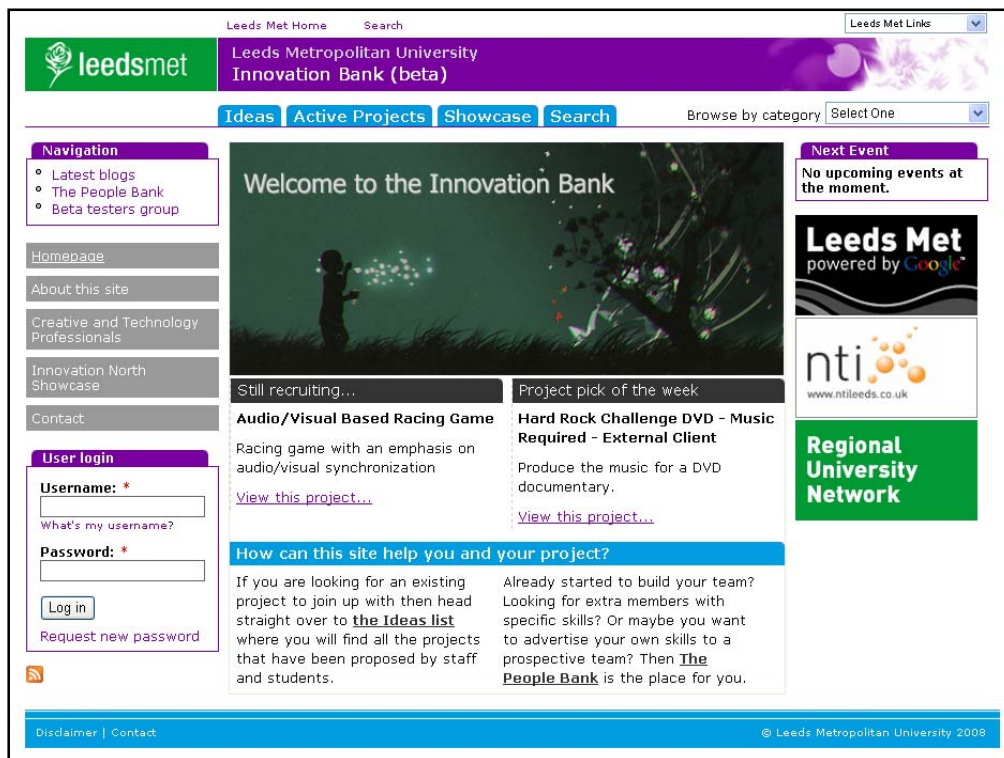 Leeds Met Home Search
Leeds Met Links
leedsmet
Leeds Metropolitan University
Innovation Bank (beta)
Ideas Active Projects Showcase Search
Browse by category Select One
Navigation
Latest blogs
The People Bank
Beta testers group
Homepage
About this site
Creative and Technology
Professionals
Innovation North
Showcase
Contact
User login
Username: *
What's my username?
Password: *
Log in
Request new password
Welcome to the Innovation Bank
Still recruiting...
Audio/Visual Based Racing Game
Racing game with an emphasis on
audio/visual synchronization
View this project...
Project pick of the week
Hard Rock Challenge DVD - Music
Required - External Client
Produce the music for a DVD
documentary.
View this project...
How can this site help you and your project?
If you are looking for an existing
project to join up with then head
straight over to the Ideas list
where you will find all the projects
that have been proposed by staff
and students.
Already started to build your team?
Looking for extra members with
specific skills? Or maybe you want
to advertise your own skills to a
prospective team? Then The
People Bank is the place for you.
Next Event
No upcoming events at
the moment.
Leeds Met
powered by Google™
nti
www.ntileeds.co.uk
Regional
University
Network
Disclaimer | Contact
© Leeds Metropolitan University 2008